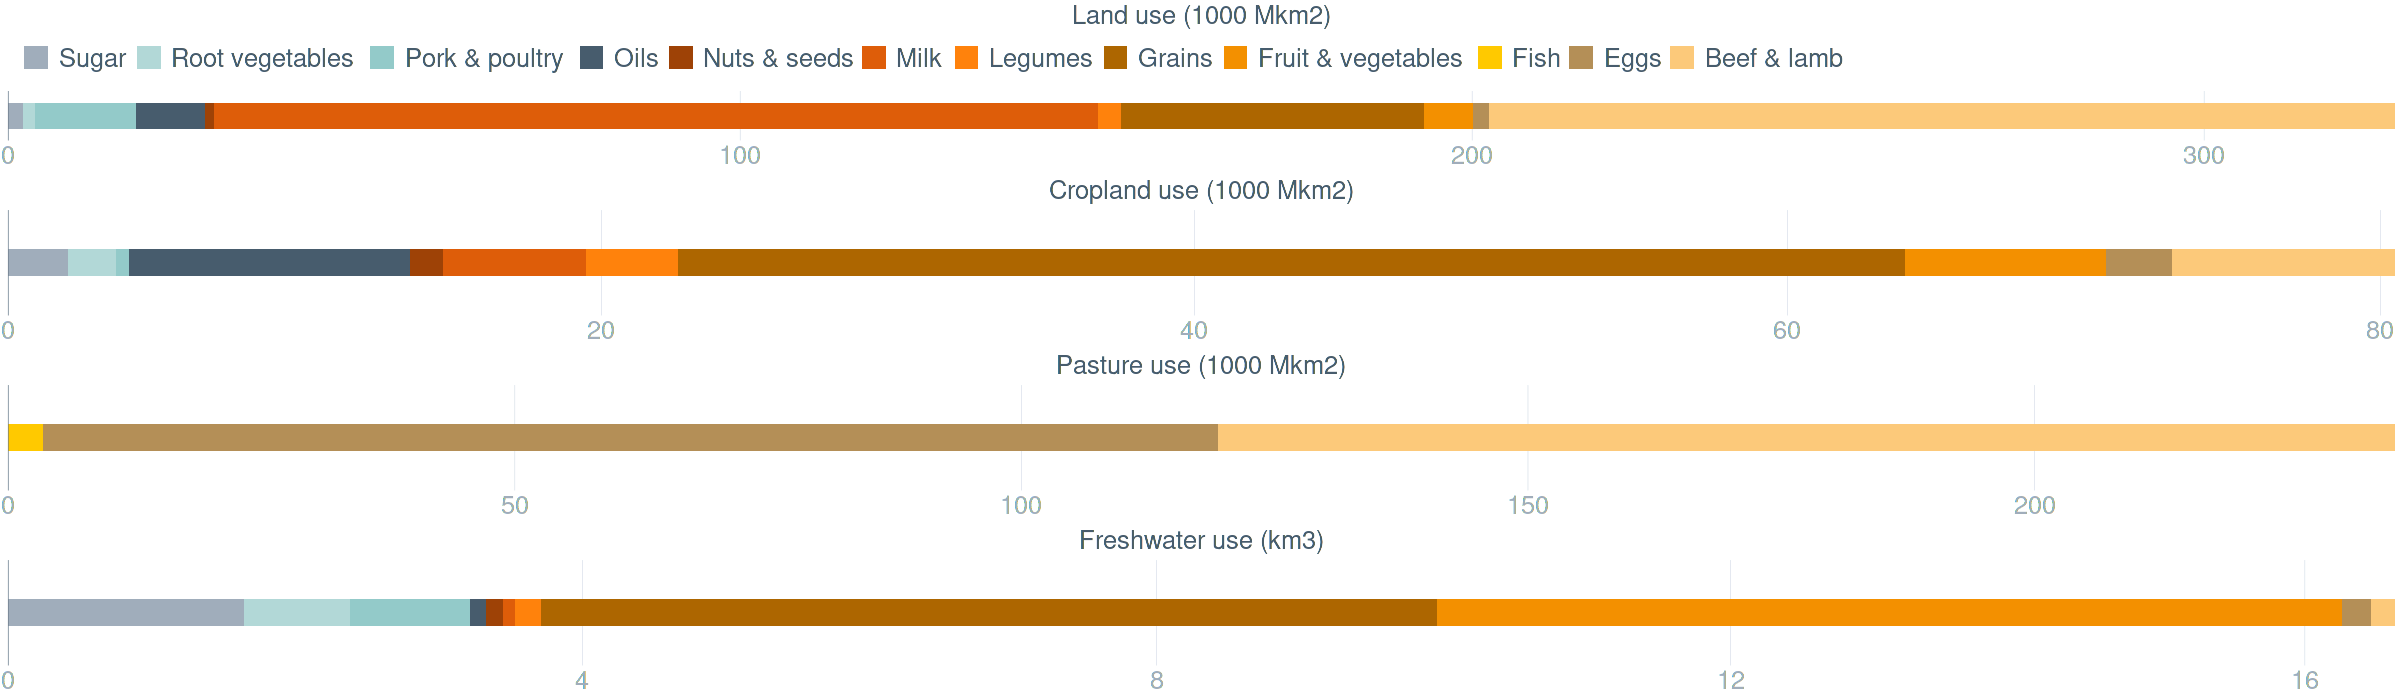 Land use (1000 Mkm2)
Sugar Root vegetables Pork & poultry Oils Nuts & seeds Milk Legumes Grains Fruit & vegetables Fish Eggs Beef & lamb
0 100 200 300
Cropland use (1000 Mkm2)
0 20 40 60 80
Pasture use (1000 Mkm2)
0 50 100 150 200
Freshwater use (km3)
0 4 8 12 16